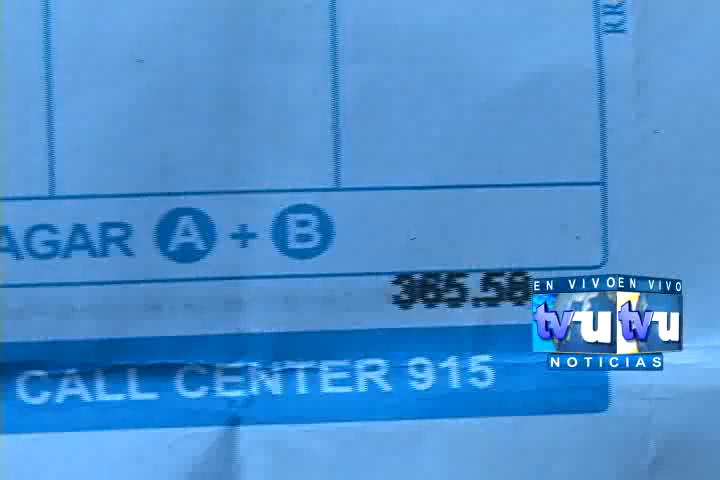 AGAR A + B
365.58
EN VIVO EN VIVO
tvu tvu
NOTICIAS
CALL CENTER 915